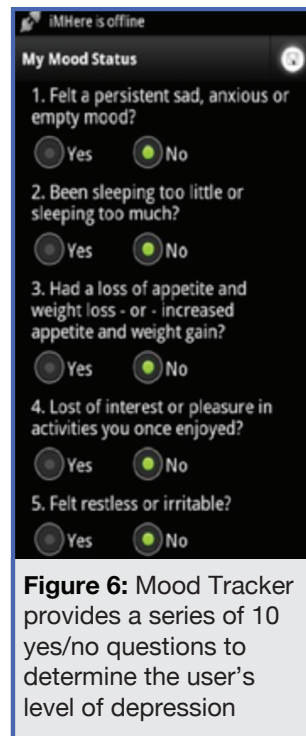 iMHere is offline
My Mood Status
1. Felt a persistent sad, anxious or
empty mood?
Yes No
2. Been sleeping too little or
sleeping too much?
Yes No
3. Had a loss of appetite and
weight loss - or - increased
appetite and weight gain?
Yes No
4. Lost of interest or pleasure in
activities you once enjoyed?
Yes No
5. Felt restless or irritable?
Yes No
Figure 6: Mood Tracker
provides a series of 10
yes/no questions to
determine the user's
level of depression